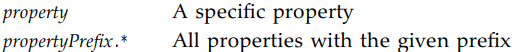 property A specific property
propertyPrefix.* All properties with the given prefix